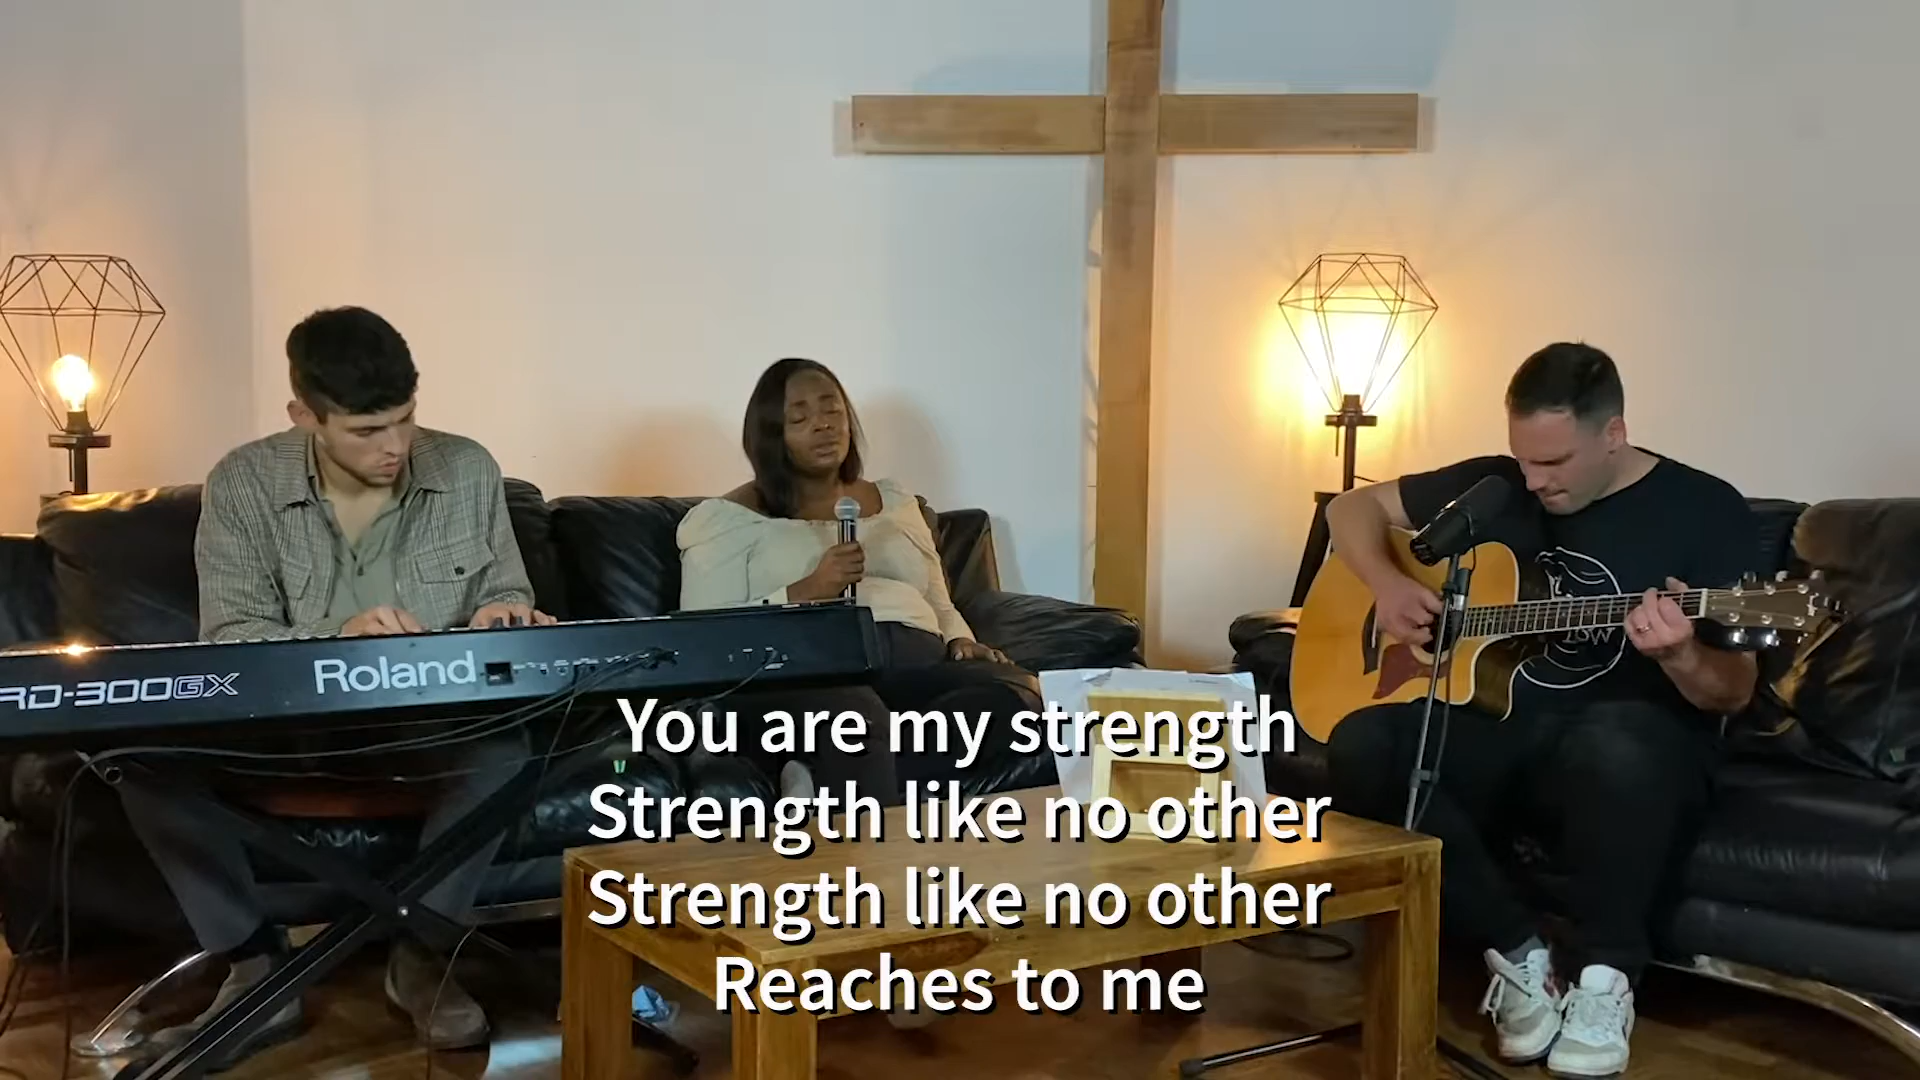 RD-300GX
Roland
You are my strength
Strength like no other
Strength like no other
Reaches to me